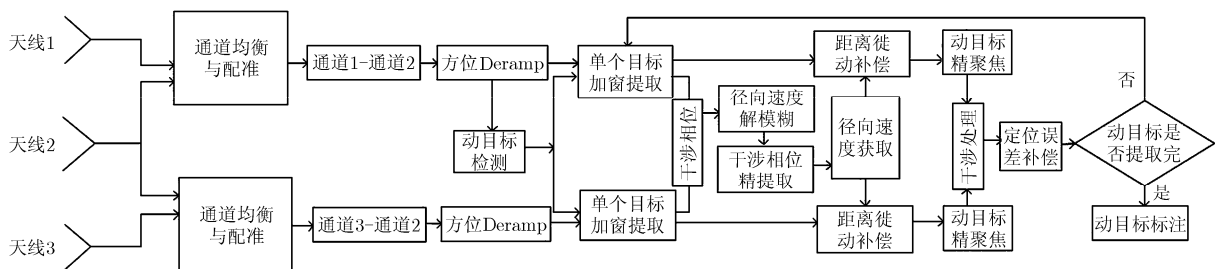 天线1
天线2
天线3
通道均衡
与配准
通道均衡
与配准
通道1-通道2
通道3-通道2
方位Deramp
方位Deramp
动目标
检测
单个目标
加窗提取
单个目标
加窗提取
干涉相位
径向速度
解模糊
干涉相位
精提取
径向速
度获取
距离徙
动补偿
距离徙
动补偿
动目标
精聚焦
动目标
精聚焦
干涉处理
定位误
差补偿
动目标是
否提取完
否
是
动目标标注